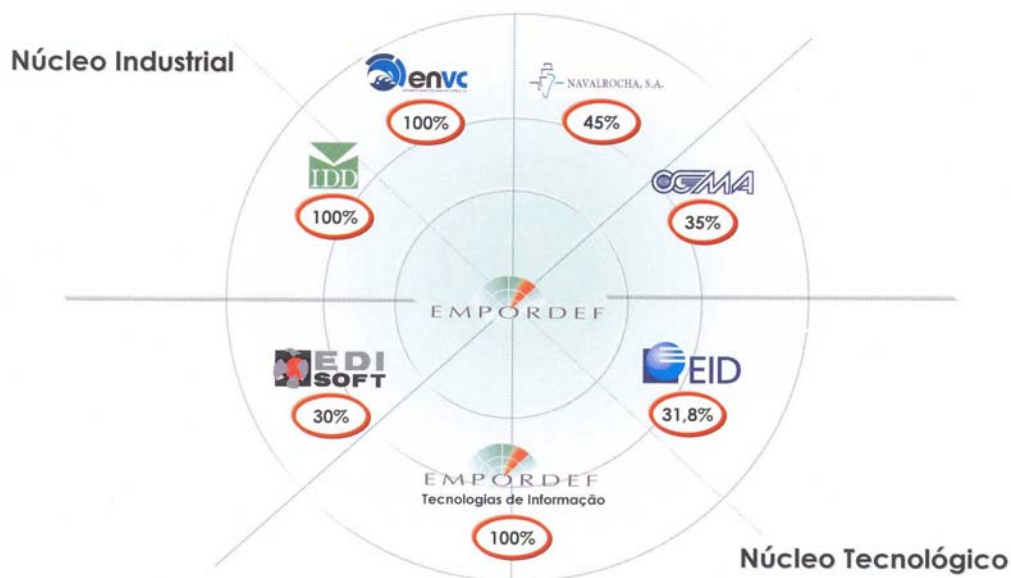 Núcleo Industrial
envc
NAVALROCHA, S.A.
100%
45%
IDD
OGMA
100%
35%
EMPORDEF
EDI
SOFT
EID
30%
31,8%
EMPORDEF
Tecnologias de Informação
100%
Núcleo Tecnológico